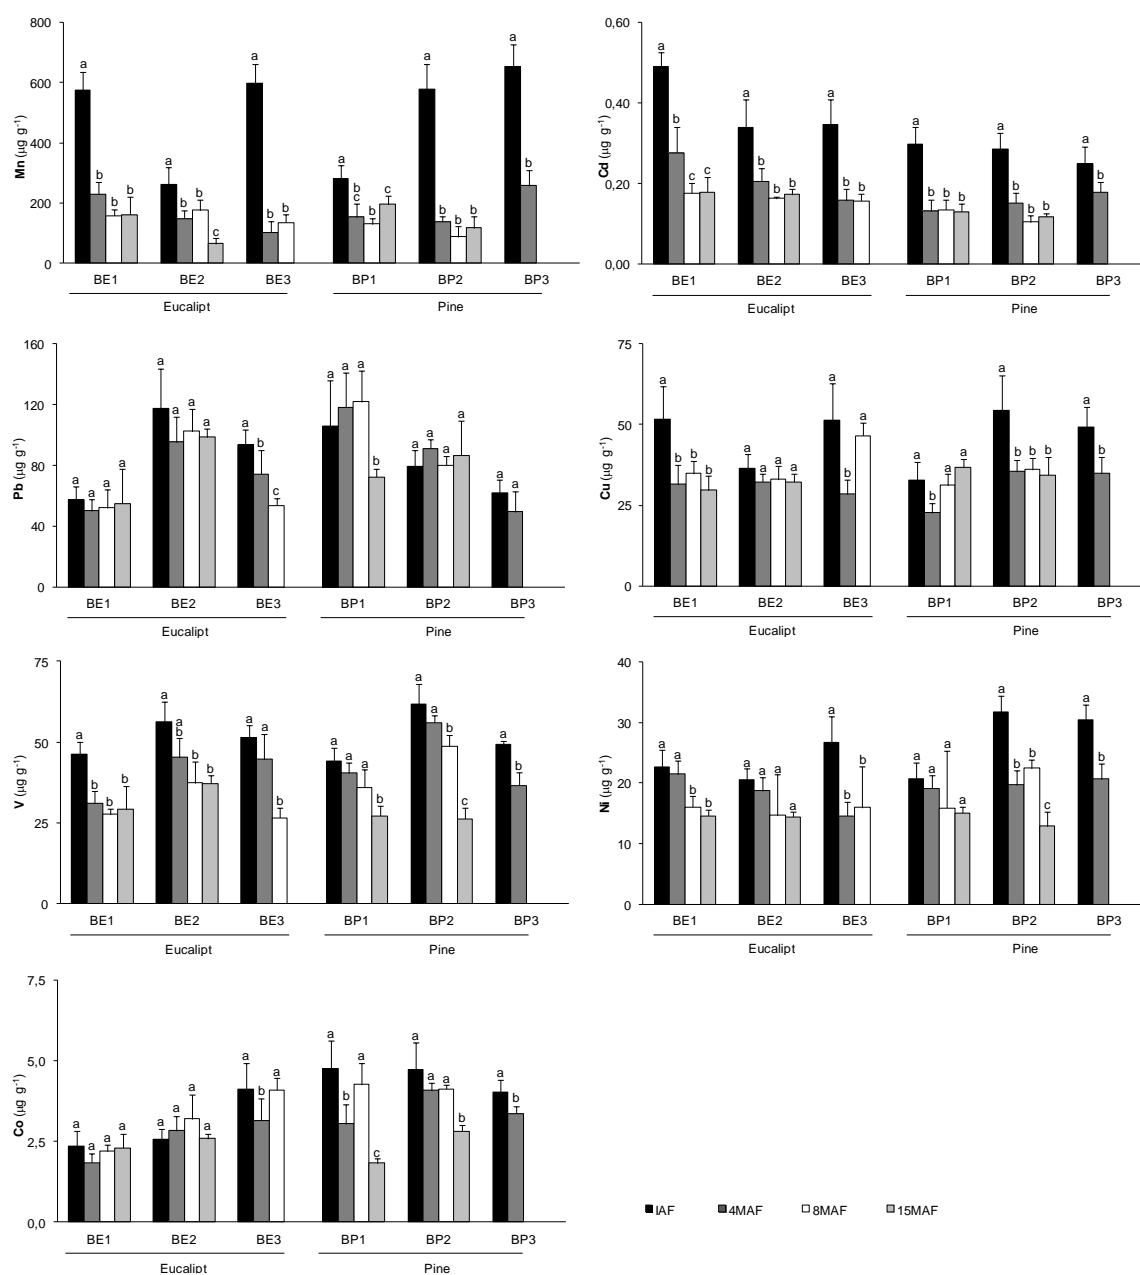 800
a
a
a
a
600
a
Mn (µg g-1)
400
a
a
b
b
b
b
b
b
b
b
c
c
200
b
b
b
b
b
b
c
0
BE1
BE2
BE3
BP1
BP2
BP3
Eucalipt
Pine
0,60
a
a
a
0,40
Cd (µg g-1)
b
a
a
a
b
c
c
0,20
b
b
b
b
b
b
b
b
b
b
b
b
0,00
BE1
BE2
BE3
BP1
BP2
BP3
Eucalipt
Pine
160
a
a
a
a
120
a
a
a
a
a
b
a
a
a
a
Pb (µg g-1)
80
a
a
a
a
b
a
b
c
40
0
BE1
BE2
BE3
BP1
BP2
BP3
Eucalipt
Pine
75
a
a
a
a
a
50
Cu (µg g-1)
a
a
a
a
a
a
a
b
b
b
b
b
b
b
b
b
25
b
0
BE1
BE2
BE3
BP1
BP2
BP3
Eucalipt
Pine
75
a
a
a
b
a
a
a
a
a
b
a
50
V (µg g-1)
a
a
b
b
b
b
b
b
b
b
c
25
0
BE1
BE2
BE3
BP1
BP2
BP3
Eucalipt
Pine
40
a
a
30
a
Ni (µg g-1)
a
a
a
a
a
a
a
a
b
b
b
20
b
b
a
b
b
a
c
b
10
0
BE1
BE2
BE3
BP1
BP2
BP3
Eucalipt
Pine
7,5
a
a
a
a
a
5,0
Co (µg g-1)
a
a
a
a
b
b
b
a
a
a
a
a
a
a
b
2,5
c
a
0,0
BE1
BE2
BE3
BP1
BP2
BP3
Eucalipt
Pine
IAF
4MAF
8MAF
15MAF